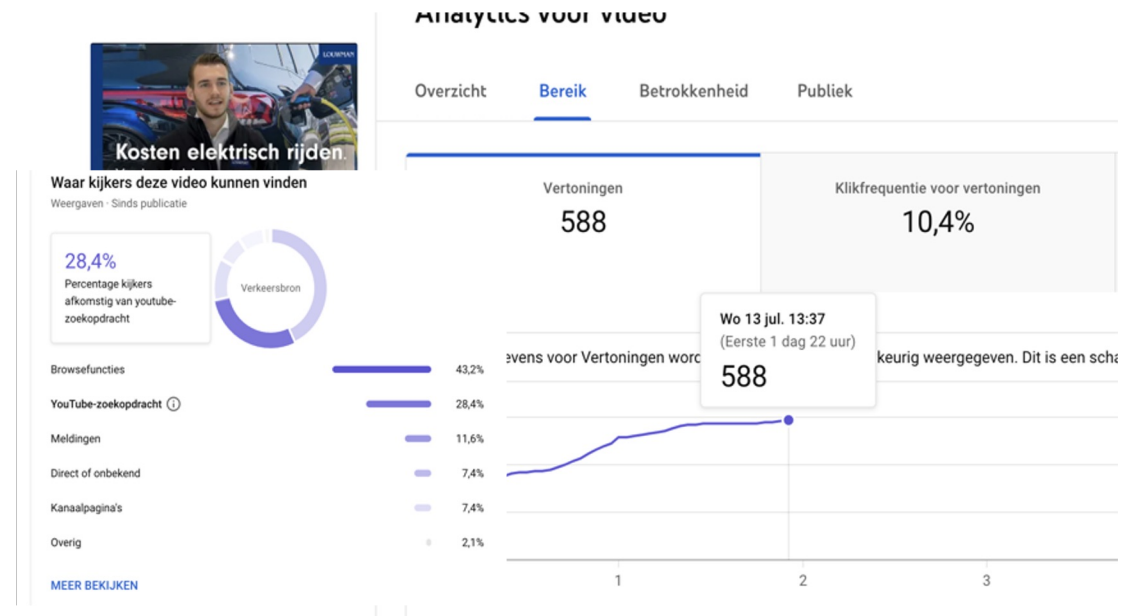 Analytics voor video
LOUWMAN
Kosten elektrisch rijden.
Overzicht
Bereik
Betrokkenheid
Publiek
Waar kijkers deze video kunnen vinden
Weergaven · Sinds publicatie
28,4%
Percentage kijkers
afkomstig van youtube-
zoekopdracht
Verkeersbron
Browsefuncties 43,2%
YouTube-zoekopdracht 28,4%
Meldingen 11,6%
Direct of onbekend 7,4%
Kanaalpagina's 7,4%
Overig 2,1%
MEER BEKIJKEN
Vertoningen
588
Klikfrequentie voor vertoningen
10,4%
Wo 13 jul. 13:37
(Eerste 1 dag 22 uur)
588
evens voor Vertoningen word
keurig weergegeven. Dit is een scha
1 2 3